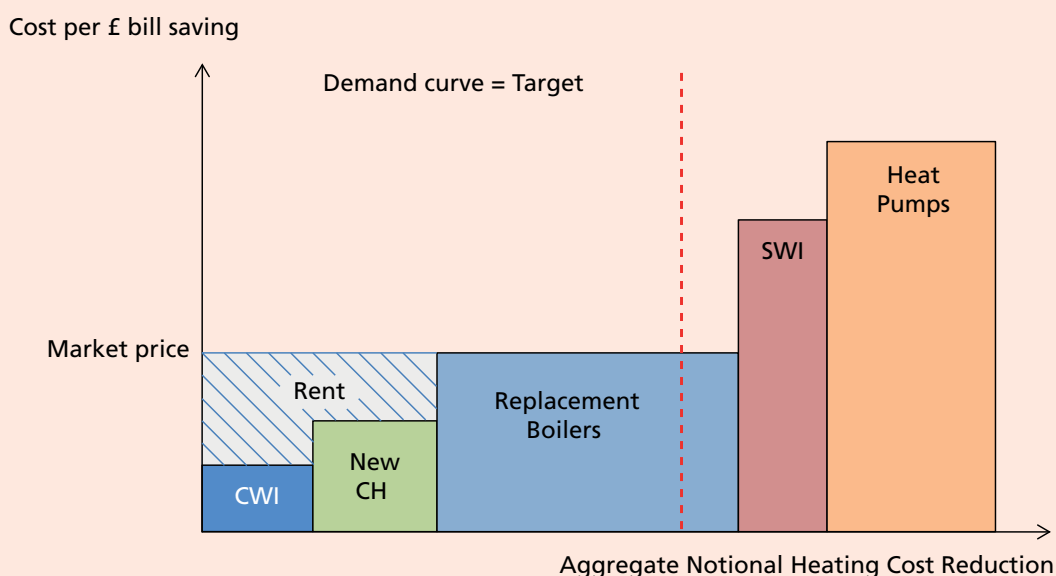 Cost per £ bill saving
Demand curve = Target
Heat
Pumps
SWI
Market price
Rent
Replacement
Boilers
New
CH
CWI
Aggregate Notional Heating Cost Reduction